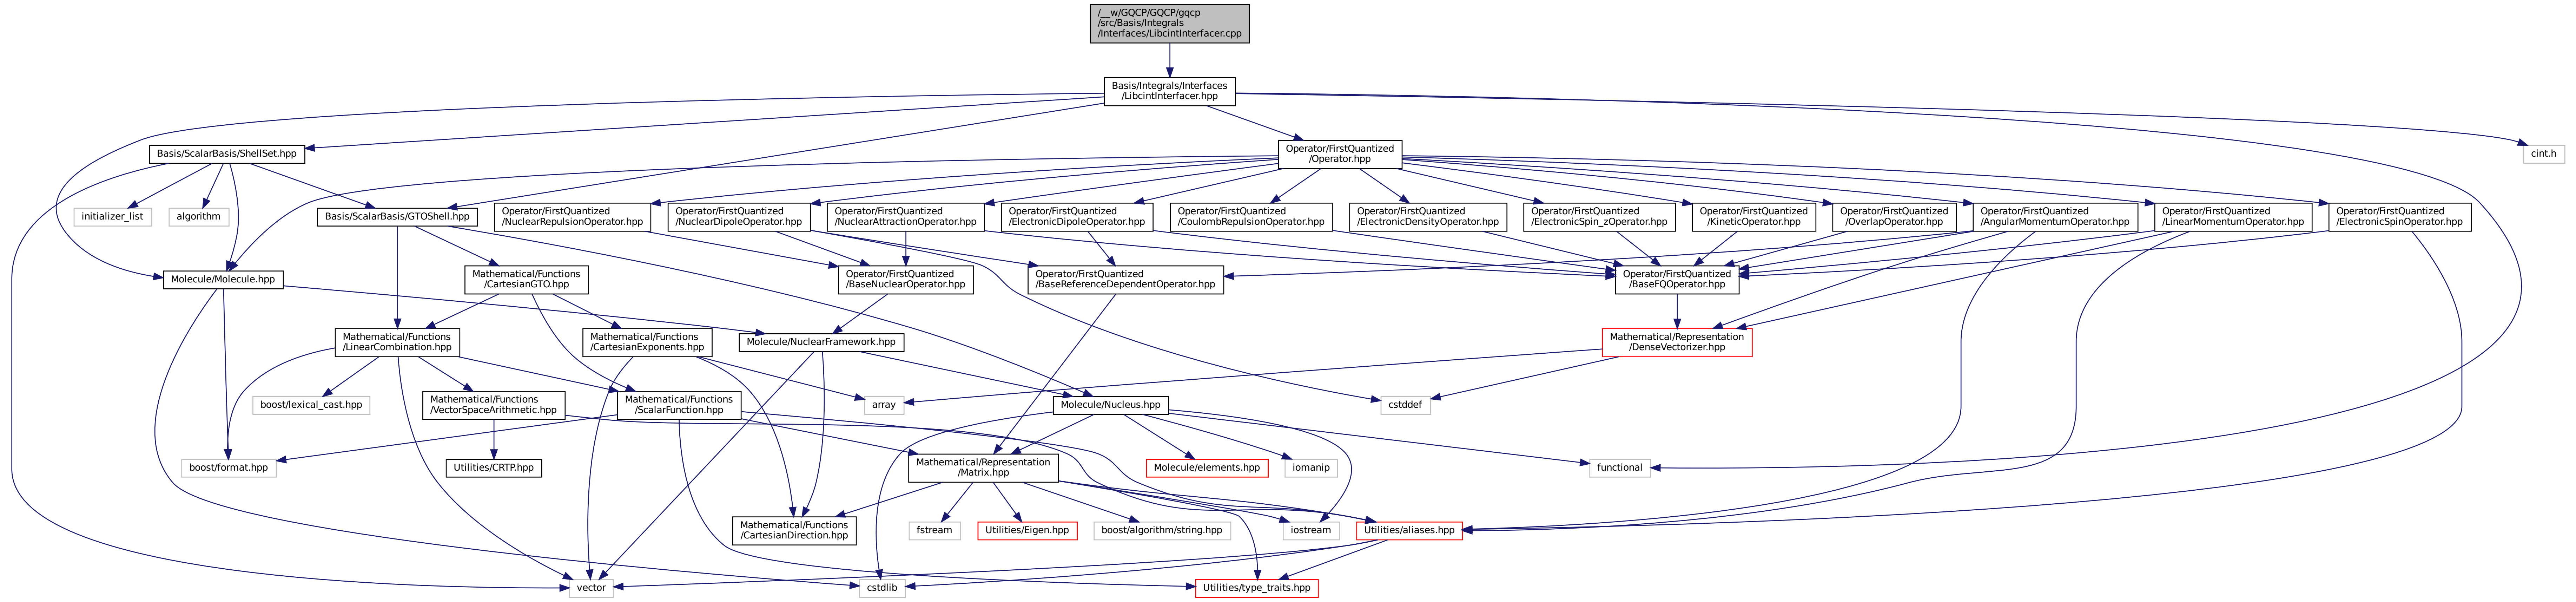 /__w/GQCP/GQCP/gqcp
/src/Basis/Integrals
/Interfaces/LibcintInterfacer.cpp
Basis/Integrals/Interfaces
/LibcintInterfacer.hpp
Basis/ScalarBasis/ShellSet.hpp
Operator/FirstQuantized
/Operator.hpp
cint.h
initializer_list
algorithm
Basis/ScalarBasis/GTOShell.hpp
Operator/FirstQuantized
/NuclearRepulsionOperator.hpp
Operator/FirstQuantized
/NuclearDipoleOperator.hpp
Operator/FirstQuantized
/NuclearAttractionOperator.hpp
Operator/FirstQuantized
/ElectronicDipoleOperator.hpp
Operator/FirstQuantized
/CoulombRepulsionOperator.hpp
Operator/FirstQuantized
/ElectronicDensityOperator.hpp
Operator/FirstQuantized
/ElectronicSpin_zOperator.hpp
Operator/FirstQuantized
/KineticOperator.hpp
Operator/FirstQuantized
/OverlapOperator.hpp
Operator/FirstQuantized
/AngularMomentumOperator.hpp
Operator/FirstQuantized
/LinearMomentumOperator.hpp
Operator/FirstQuantized
/ElectronicSpinOperator.hpp
Molecule/Molecule.hpp
Mathematical/Functions
/CartesianGTO.hpp
Operator/FirstQuantized
/BaseNuclearOperator.hpp
Operator/FirstQuantized
/BaseReferenceDependentOperator.hpp
Operator/FirstQuantized
/BaseFQOperator.hpp
Mathematical/Functions
/LinearCombination.hpp
Mathematical/Functions
/CartesianExponents.hpp
Molecule/NuclearFramework.hpp
Mathematical/Representation
/DenseVectorizer.hpp
boost/lexical_cast.hpp
Mathematical/Functions
/VectorSpaceArithmetic.hpp
Mathematical/Functions
/ScalarFunction.hpp
array
Molecule/Nucleus.hpp
cstddef
boost/format.hpp
Utilities/CRTP.hpp
Mathematical/Representation
/Matrix.hpp
Molecule/elements.hpp
iomanip
functional
Mathematical/Functions
/CartesianDirection.hpp
fstream
Utilities/Eigen.hpp
boost/algorithm/string.hpp
iostream
Utilities/aliases.hpp
vector
cstdlib
Utilities/type_traits.hpp